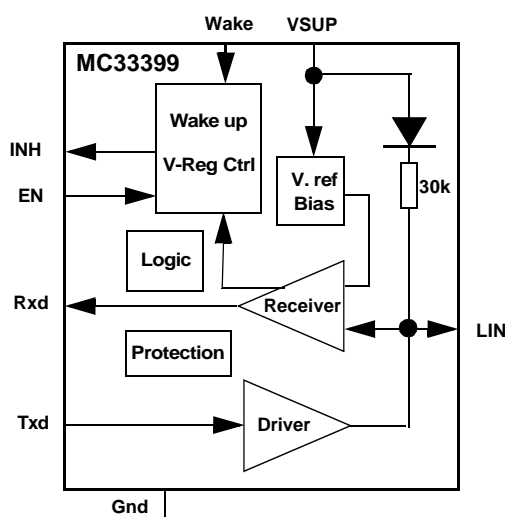 Wake
VSUP
MC33399
Wake up
V-Reg Ctrl
INH
EN
V. ref
Bias
30k
Logic
Rxd
Receiver
LIN
Protection
Txd
Driver
Gnd